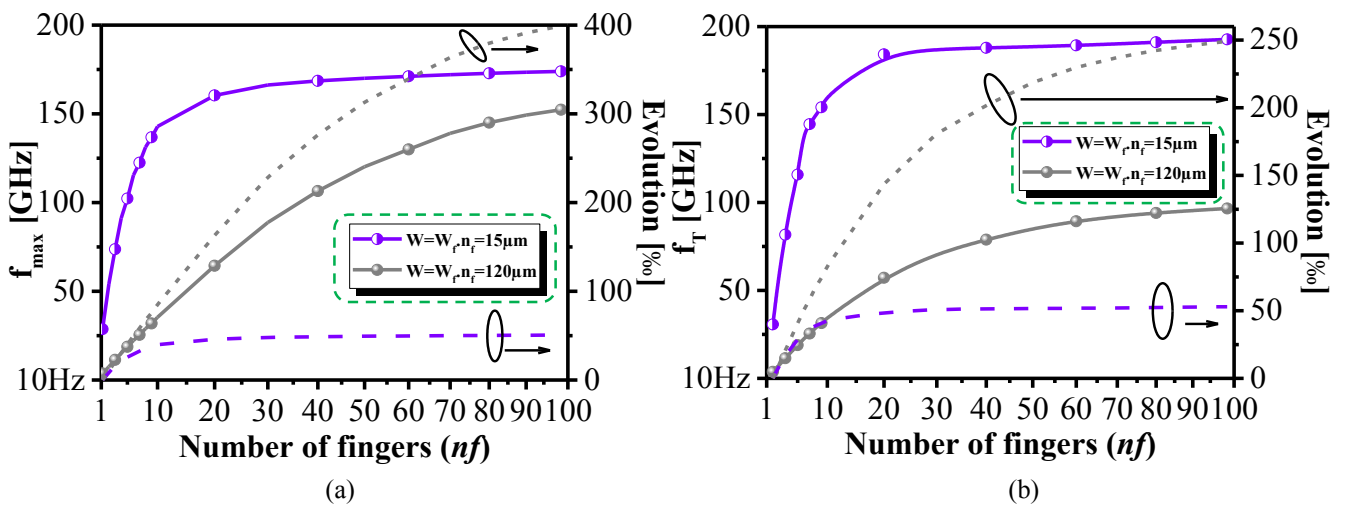 200
150
100
50
10Hz
f_max [GHz]
400
300
200
100
0
Evolution [‰]
W=W_f.n_f=15µm
W=W_f.n_f=120µm
1 10 20 30 40 50 60 70 80 90 100
Number of fingers (nf)
(a)
200
150
100
50
10Hz
f_T [GHz]
250
200
150
100
50
0
Evolution [‰]
W=W_f.n_f=15µm
W=W_f.n_f=120µm
1 10 20 30 40 60 80 90 100
Number of fingers (nf)
(b)